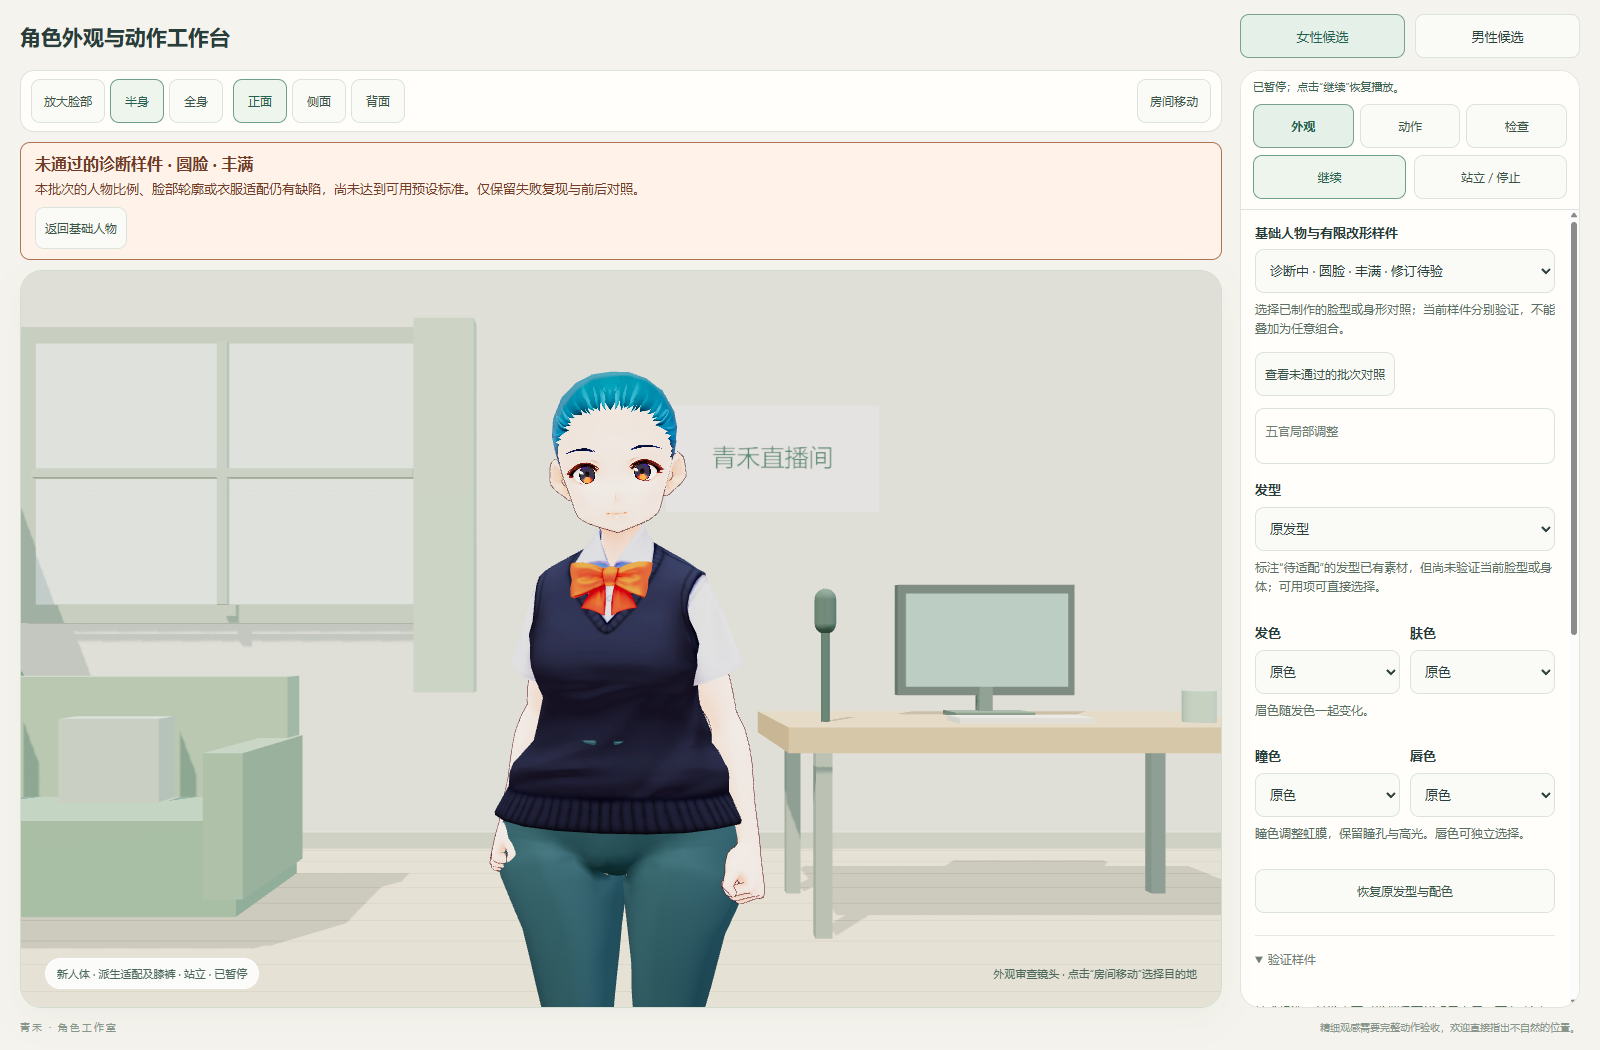 角色外观与动作工作台
女性候选
男性候选
放大脸部
半身
全身
正面
侧面
背面
房间移动
已暂停；点击“继续”恢复播放。
外观
动作
检查
继续
站立 / 停止
未通过的诊断样件 · 圆脸 · 丰满
本批次的人物比例、脸部轮廓或衣服适配仍有缺陷，尚未达到可用预设标准。仅保留失败复现与前后对照。
返回基础人物
基础人物与有限改形样件
诊断中 · 圆脸 · 丰满 · 修订待验
选择已制作的脸型或身形对照；当前样件分别验证，不能
叠加为任意组合。
查看未通过的批次对照
五官局部调整
发型
原发型
标注“待适配”的发型已有素材，但尚未验证当前脸型或身
体；可用项可直接选择。
发色
肤色
原色
原色
眉色随发色一起变化。
瞳色
唇色
原色
原色
瞳色调整虹膜，保留瞳孔与高光。唇色可独立选择。
恢复原发型与配色
▼ 验证样件
青禾直播间
新人体 · 派生适配及膝裤 · 站立 · 已暂停
外观审查镜头 · 点击“房间移动”选择目的地
青禾 · 角色工作室
精细观感需要完整动作验收，欢迎直接指出不自然的位置。